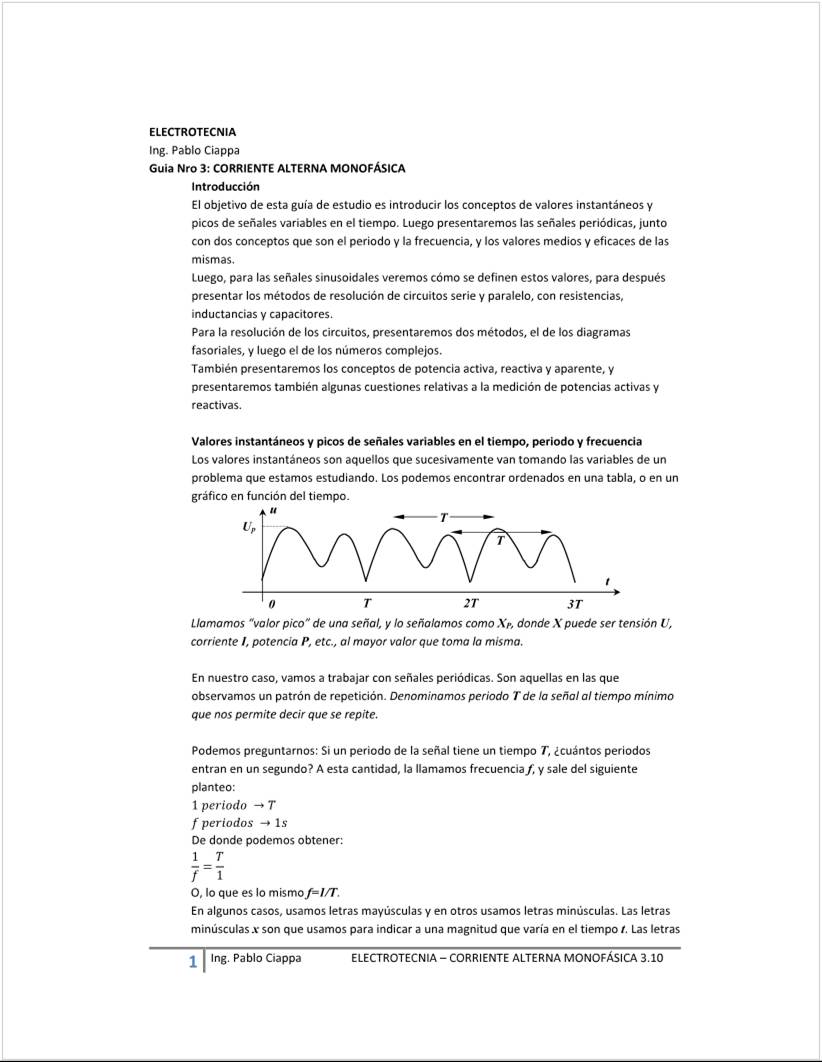 ELECTROTECNIA
Ing. Pablo Ciappa
Guia Nro 3: CORRIENTE ALTERNA MONOFÁSICA
Introducción
El objetivo de esta guía de estudio es introducir los conceptos de valores instantáneos y
picos de señales variables en el tiempo. Luego presentaremos las señales periódicas, junto
con dos conceptos que son el periodo y la frecuencia, y los valores medios y eficaces de las
mismas.
Luego, para las señales sinusoidales veremos cómo se definen estos valores, para después
presentar los métodos de resolución de circuitos serie y paralelo, con resistencias,
inductancias y capacitores.
Para la resolución de los circuitos, presentaremos dos métodos, el de los diagramas
fasoriales, y luego el de los números complejos.
También presentaremos los conceptos de potencia activa, reactiva y aparente, y
presentaremos también algunas cuestiones relativas a la medición de potencias activas y
reactivas.
Valores instantáneos y picos de señales variables en el tiempo, periodo y frecuencia
Los valores instantáneos son aquellos que sucesivamente van tomando las variables de un
problema que estamos estudiando. Los podemos encontrar ordenados en una tabla, o en un
gráfico en función del tiempo.
u
Up
T
T
t
0 T 2T 3T
Llamamos “valor pico” de una señal, y lo señalamos como XP, donde X puede ser tensión U,
corriente I, potencia P, etc., al mayor valor que toma la misma.
En nuestro caso, vamos a trabajar con señales periódicas. Son aquellas en las que
observamos un patrón de repetición. Denominamos periodo T de la señal al tiempo mínimo
que nos permite decir que se repite.
Podemos preguntarnos: Si un periodo de la señal tiene un tiempo T, ¿cuántos periodos
entran en un segundo? A esta cantidad, la llamamos frecuencia f, y sale del siguiente
planteo:
1 periodo → T
f periodos → 1s
De donde podemos obtener:
1/f = T/1
O, lo que es lo mismo f=1/T.
En algunos casos, usamos letras mayúsculas y en otros usamos letras minúsculas. Las letras
minúsculas x son que usamos para indicar a una magnitud que varía en el tiempo t. Las letras
1 Ing. Pablo Ciappa ELECTROTECNIA – CORRIENTE ALTERNA MONOFÁSICA 3.10